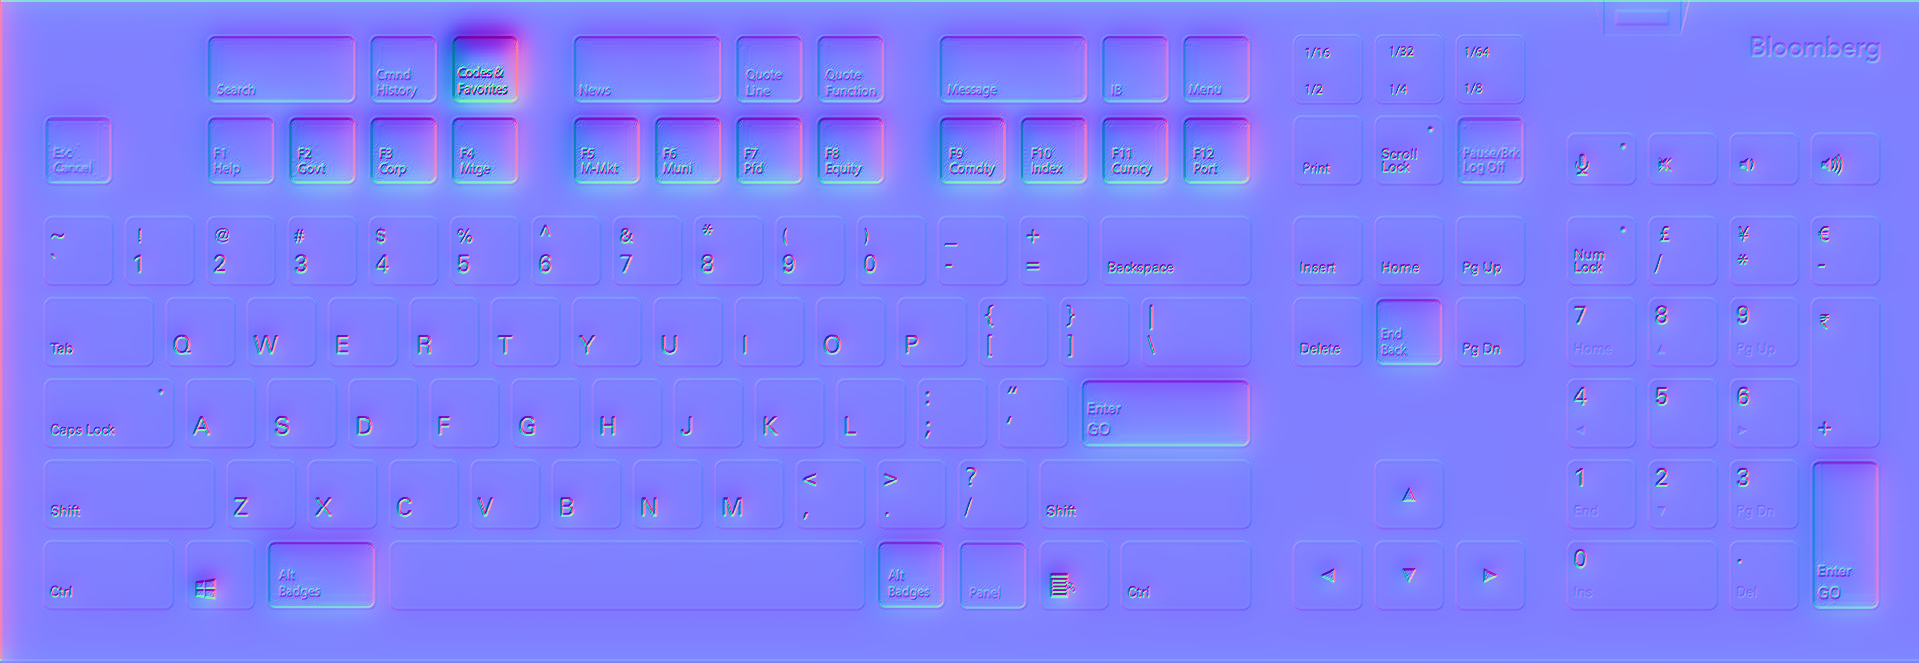 Search
Cmnd
History
Codes &
Favorites
News
Quote
Line
Quote
Function
Message
IB
Menu
1/16
1/2
1/32
1/4
1/64
1/8
Bloomberg
Esc
Cancel
F1
Help
F2
Govt
F3
Corp
F4
Mtge
F5
M-Mkt
F6
Muni
F7
Pfd
F8
Equity
F9
Comdty
F10
Index
F11
Curncy
F12
Port
Print
Scroll
Lock
Pause/Brk
Log Off
~
`
!
1
@
2
#
3
$
4
%
5
^
6
&
7
*
8
(
9
)
0
_
-
+
=
Backspace
Insert
Home
Pg Up
Num
Lock
£
/
¥
*
€
-
Tab
Q
W
E
R
T
Y
U
I
O
P
{
[
}
]
|
\
Delete
End
Back
Pg Dn
7
Home
8
9
Pg Up
₹
+
Caps Lock
A
S
D
F
G
H
J
K
L
:
;
“
‘
Enter
GO
4
5
6
Shift
Z
X
C
V
B
N
M
<
,
>
.
?
/
Shift
1
End
2
3
Pg Dn
Enter
GO
Ctrl
Alt
Badges
Alt
Badges
Panel
Ctrl
0
Ins
.
Del